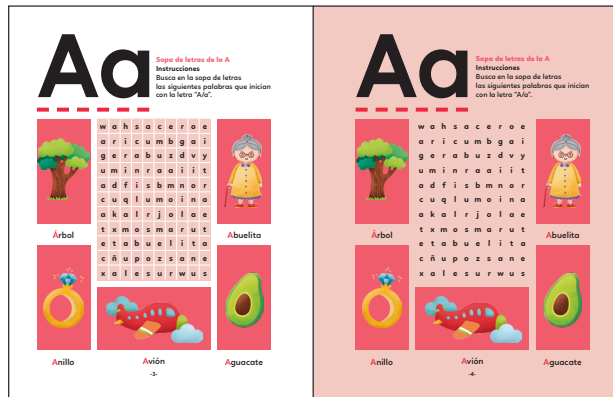 Aa
Sopa de letras de la A
Instrucciones
Busca en la sopa de letras
las siguientes palabras que inician
con la letra "A/a".
w a h s a c e r o e
a r i c u m b g a i
g e r a b u z d v y
u m i n r a a i i t
a d f i s b m n o r
c u q l u m o i n a
a k a l r j o l a e
t x m o s m a r u t
e t a b u e l i t a
c ñ u p o z s a n e
x a l e s u r w u s
Árbol
Abuelita
Anillo
Avión
Aguacate
-3-
Aa
Sopa de letras de la A
Instrucciones
Busca en la sopa de letras
las siguientes palabras que inician
con la letra "A/a".
w a h s a c e r o e
a r i c u m b g a i
g e r a b u z d v y
u m i n r a a i i t
a d f i s b m n o r
c u q l u m o i n a
a k a l r j o l a e
t x m o s m a r u t
e t a b u e l i t a
c ñ u p o z s a n e
x a l e s u r w u s
Árbol
Abuelita
Anillo
Avión
Aguacate
-4-